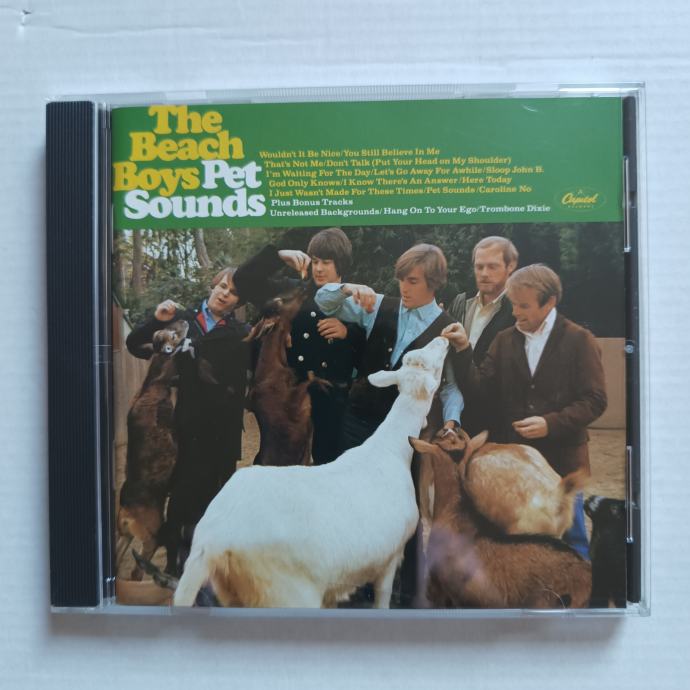 The
Beach
Boys Pet
Sounds
Wouldn't It Be Nice/You Still Believe In Me
That's Not Me/Don't Talk (Put Your Head on My Shoulder)
I'm Waiting For The Day/Let's Go Away For Awhile/Sloop John B.
God Only Knows/I Know There's An Answer/Here Today
I Just Wasn't Made For These Times/Pet Sounds/Caroline No
Plus Bonus Tracks
Unreleased Backgrounds/Hang On To Your Ego/Trombone Dixie
Capitol
RECORDS